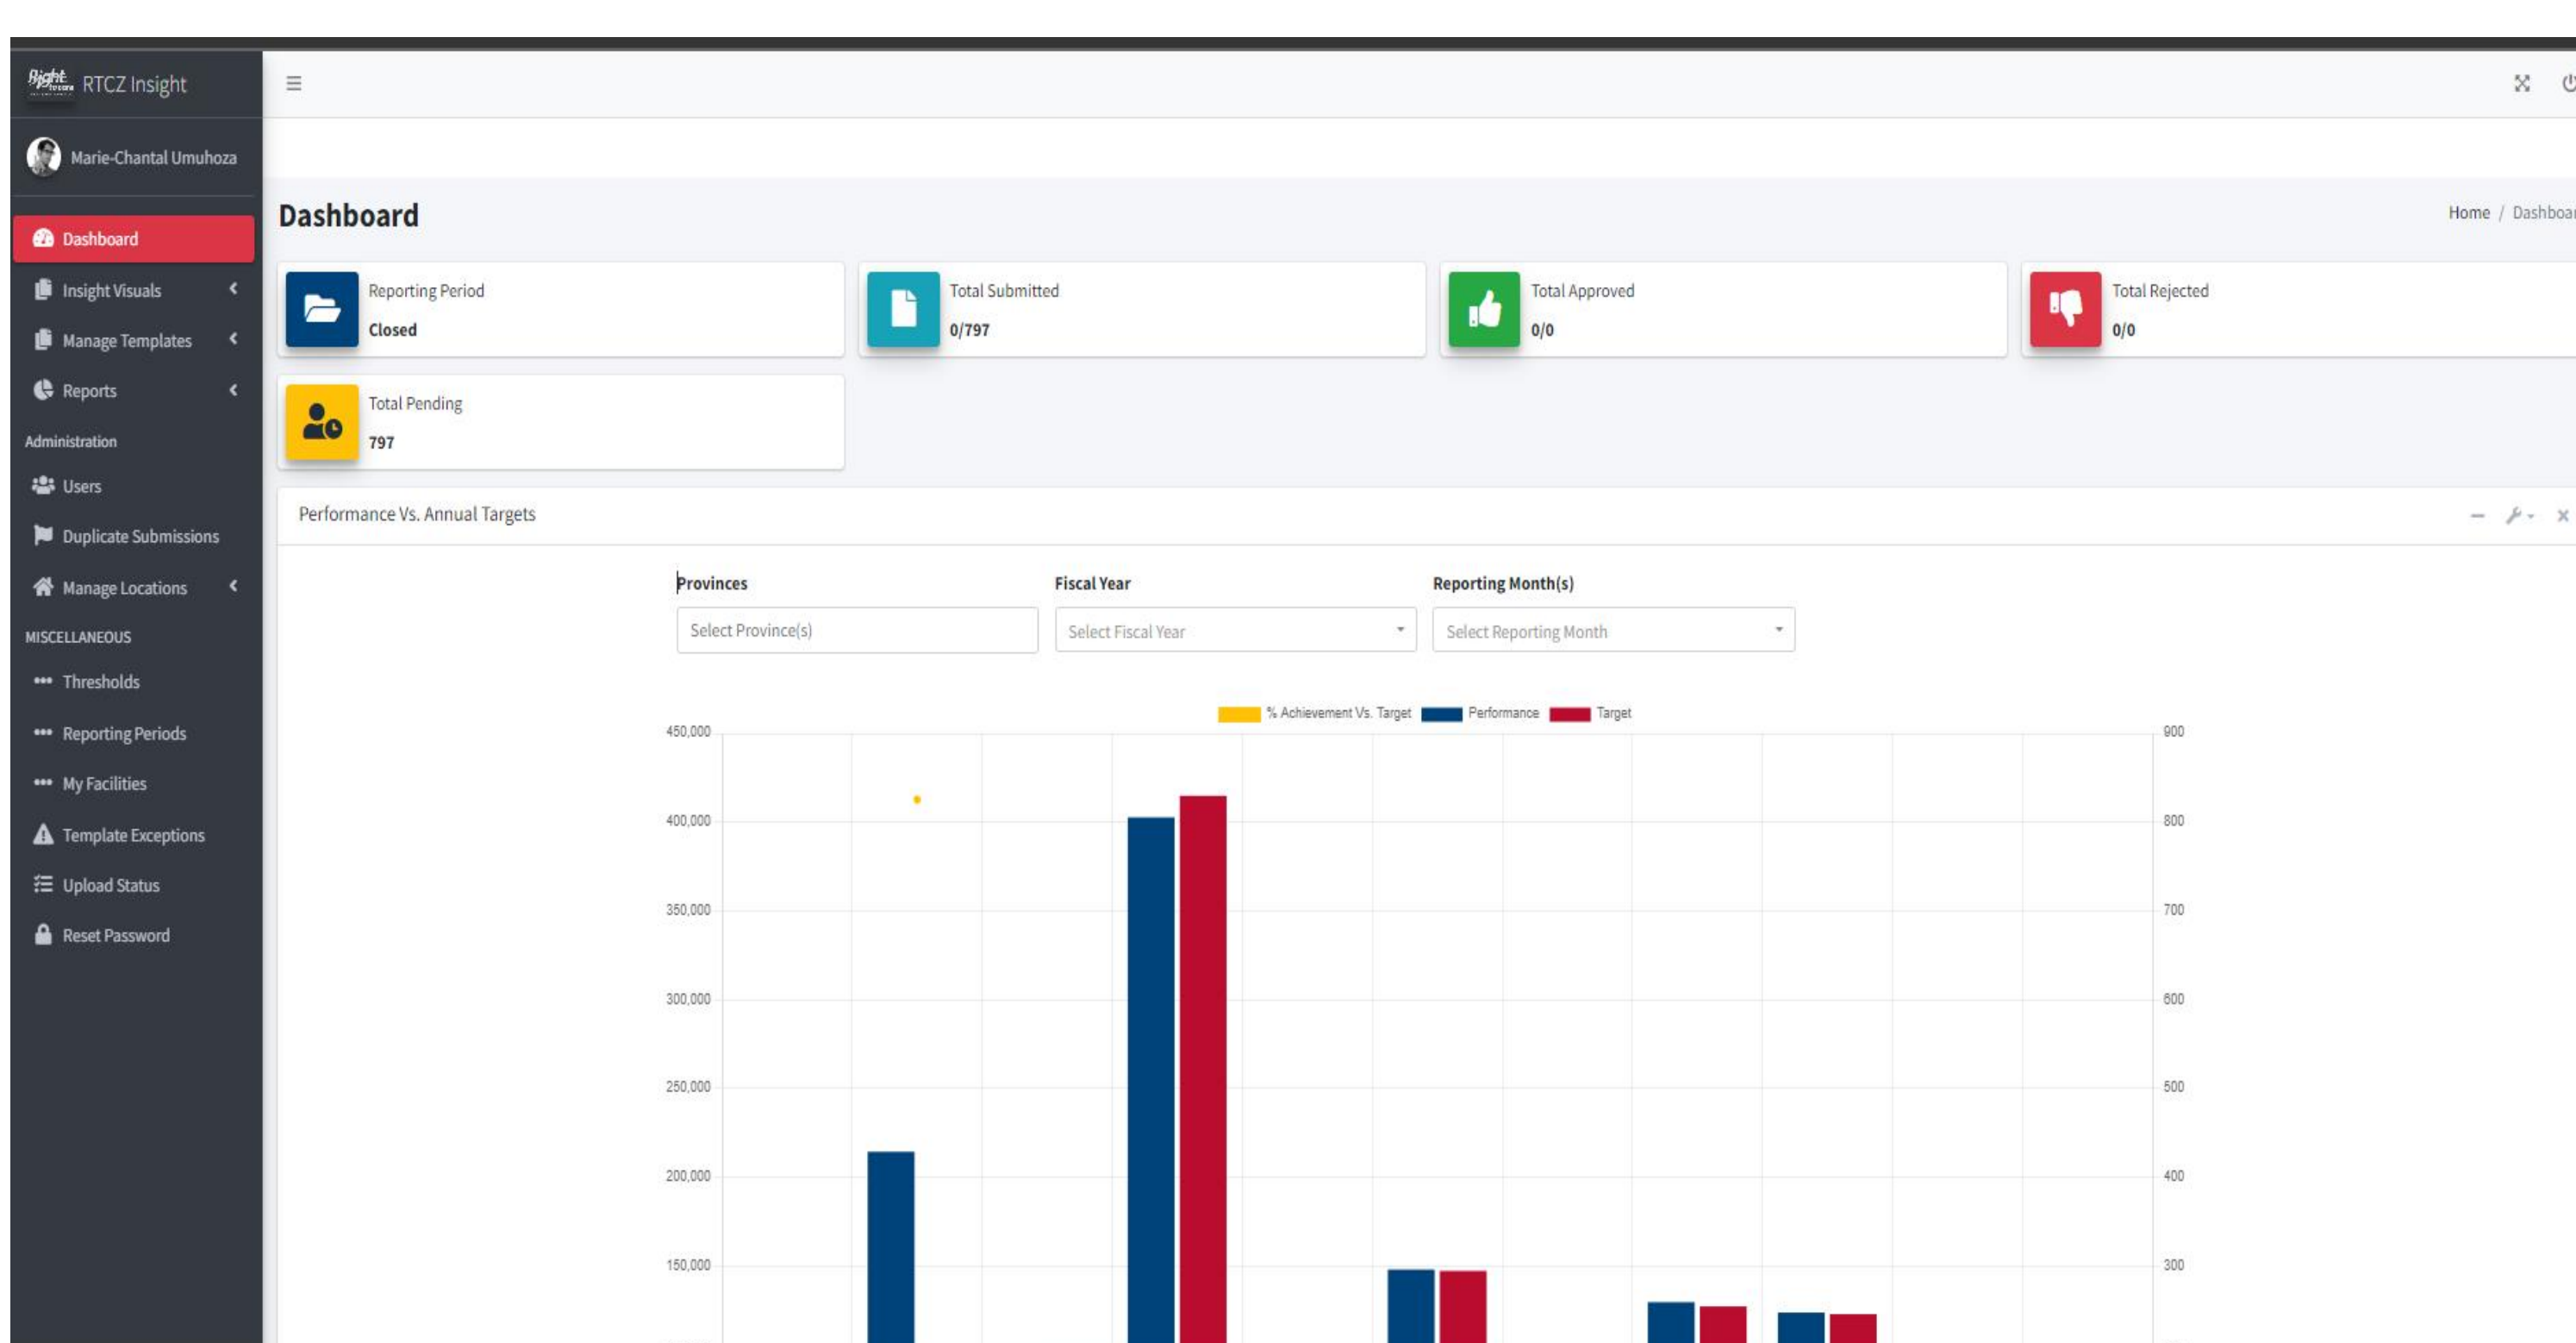 Right to care RTCZ Insight
Marie-Chantal Umuhoza
Dashboard
Insight Visuals
Manage Templates
Reports
Administration
Users
Duplicate Submissions
Manage Locations
MISCELLANEOUS
Thresholds
Reporting Periods
My Facilities
Template Exceptions
Upload Status
Reset Password
Dashboard
Home / Dashboar
Reporting Period
Closed
Total Submitted
0/797
Total Approved
0/0
Total Rejected
0/0
Total Pending
797
Performance Vs. Annual Targets
Provinces
Select Province(s)
Fiscal Year
Select Fiscal Year
Reporting Month(s)
Select Reporting Month
% Achievement Vs. Target Performance Target
450,000
400,000
350,000
300,000
250,000
200,000
150,000
900
800
700
600
500
400
300